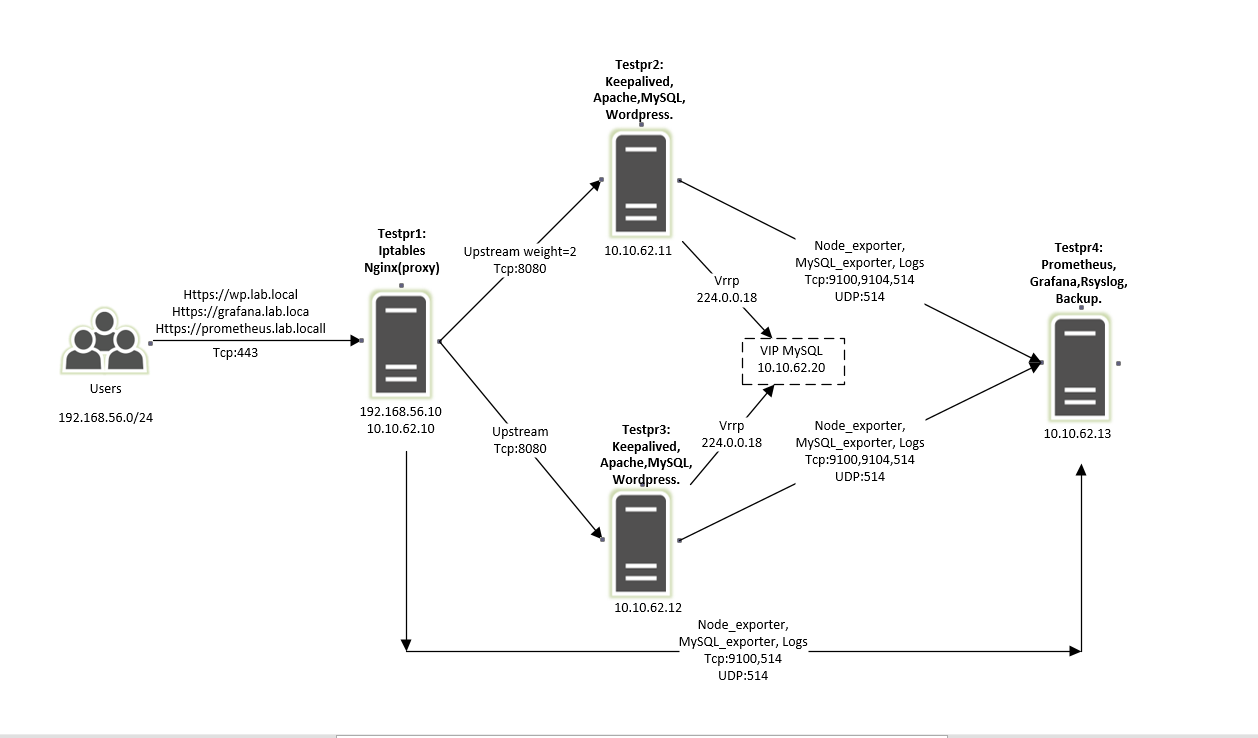 Testpr2:
Keepalived,
Apache,MySQL,
Wordpress.
10.10.62.11
Testpr1:
Iptables
Nginx(proxy)
192.168.56.10
10.10.62.10
Https://wp.lab.local
Https://grafana.lab.loca
Https://prometheus.lab.locall
Tcp:443
Users
192.168.56.0/24
Upstream weight=2
Tcp:8080
Upstream
Tcp:8080
Vrrp
224.0.0.18
VIP MySQL
10.10.62.20
Vrrp
224.0.0.18
Testpr3:
Keepalived,
Apache,MySQL,
Wordpress.
10.10.62.12
Node_exporter,
MySQL_exporter, Logs
Tcp:9100,9104,514
UDP:514
Node_exporter,
MySQL_exporter, Logs
Tcp:9100,9104,514
UDP:514
Testpr4:
Prometheus,
Grafana,Rsyslog,
Backup.
10.10.62.13
Node_exporter,
MySQL_exporter, Logs
Tcp:9100,514
UDP:514